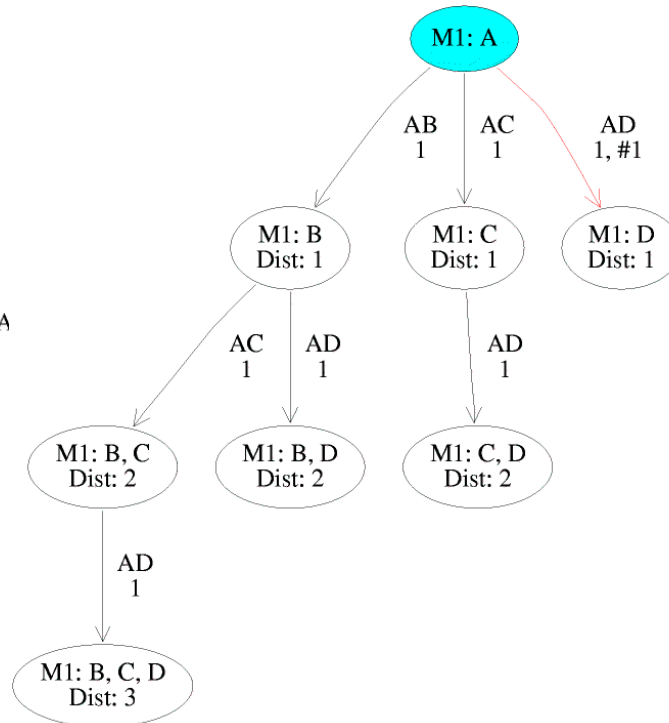 M1: A
AB
1
AC
1
AD
1, #1
M1: B
Dist: 1
M1: C
Dist: 1
M1: D
Dist: 1
A
AC
1
AD
1
AD
1
M1: B, C
Dist: 2
M1: B, D
Dist: 2
M1: C, D
Dist: 2
AD
1
M1: B, C, D
Dist: 3